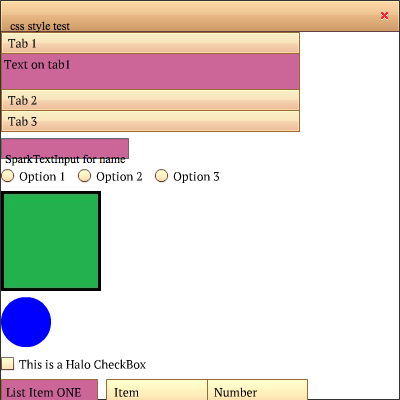 css style test
Tab 1
Text on tab1
Tab 2
Tab 3
SparkTextInput for name
Option 1 Option 2 Option 3
This is a Halo CheckBox
List Item ONE Item Number